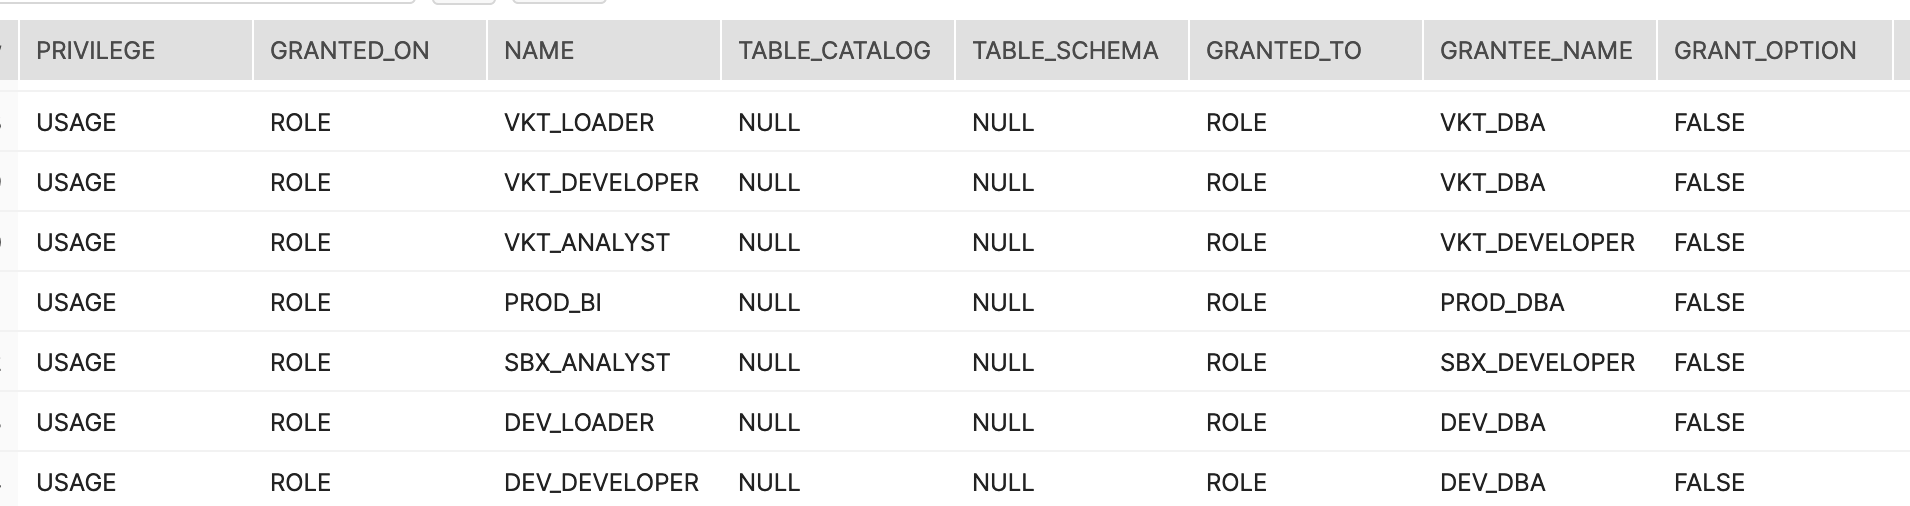 PRIVILEGE GRANTED_ON NAME TABLE_CATALOG TABLE_SCHEMA GRANTED_TO GRANTEE_NAME GRANT_OPTION
USAGE ROLE VKT_LOADER NULL NULL ROLE VKT_DBA FALSE
USAGE ROLE VKT_DEVELOPER NULL NULL ROLE VKT_DBA FALSE
USAGE ROLE VKT_ANALYST NULL NULL ROLE VKT_DEVELOPER FALSE
USAGE ROLE PROD_BI NULL NULL ROLE PROD_DBA FALSE
USAGE ROLE SBX_ANALYST NULL NULL ROLE SBX_DEVELOPER FALSE
USAGE ROLE DEV_LOADER NULL NULL ROLE DEV_DBA FALSE
USAGE ROLE DEV_DEVELOPER NULL NULL ROLE DEV_DBA FALSE